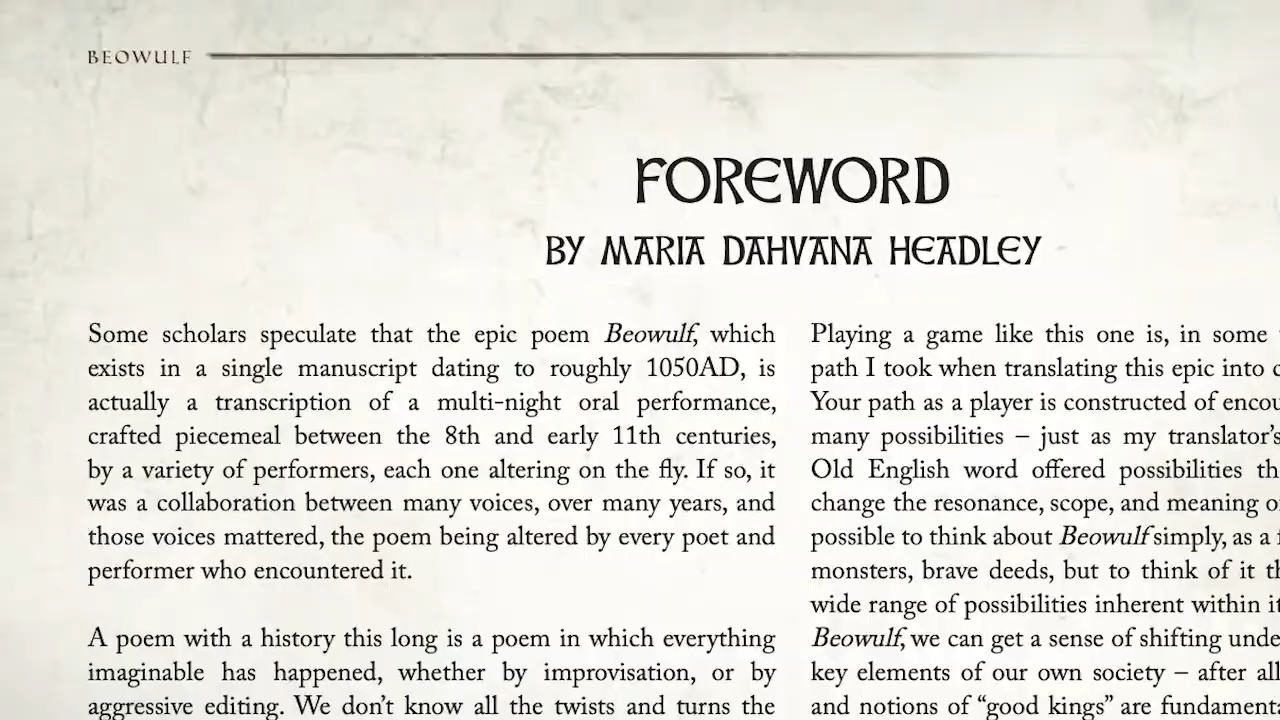 BEOWULF
FOREWORD
BY MARIA DAHVANA HEADLEY
Some scholars speculate that the epic poem Beowulf, which
exists in a single manuscript dating to roughly 1050AD, is
actually a transcription of a multi-night oral performance,
crafted piecemeal between the 8th and early 11th centuries,
by a variety of performers, each one altering on the fly. If so, it
was a collaboration between many voices, over many years, and
those voices mattered, the poem being altered by every poet and
performer who encountered it.
A poem with a history this long is a poem in which everything
imaginable has happened, whether by improvisation, or by
aggressive editing. We don't know all the twists and turns the
Playing a game like this one is, in some
path I took when translating this epic into
Your path as a player is constructed of
many possibilities – just as my translator's
Old English word offered possibilities
change the resonance, scope, and meaning
possible to think about Beowulf simply, as a
monsters, brave deeds, but to think of it
wide range of possibilities inherent within
Beowulf, we can get a sense of shifting
key elements of our own society – after all
and notions of “good kings” are